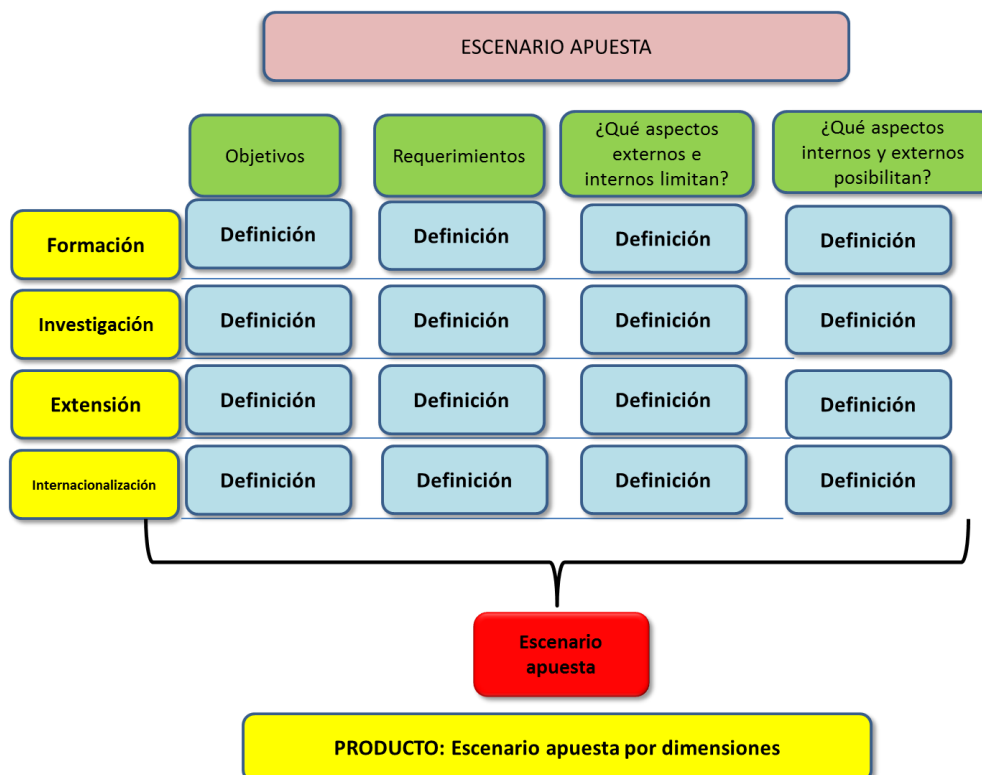 ESCENARIO APUESTA
Objetivos
Requerimientos
¿Qué aspectos
externos e
internos limitan?
¿Qué aspectos
internos y externos
posibilitan?
Formación
Definición
Definición
Definición
Definición
Investigación
Definición
Definición
Definición
Definición
Extensión
Definición
Definición
Definición
Definición
Internacionalización
Definición
Definición
Definición
Definición
Escenario
apuesta
PRODUCTO: Escenario apuesta por dimensiones